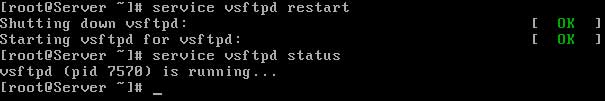 [root@Server ~]# service vsftpd restart
Shutting down vsftpd: [ OK ]
Starting vsftpd for vsftpd: [ OK ]
[root@Server ~]# service vsftpd status
vsftpd (pid 7570) is running...
[root@Server ~]# _